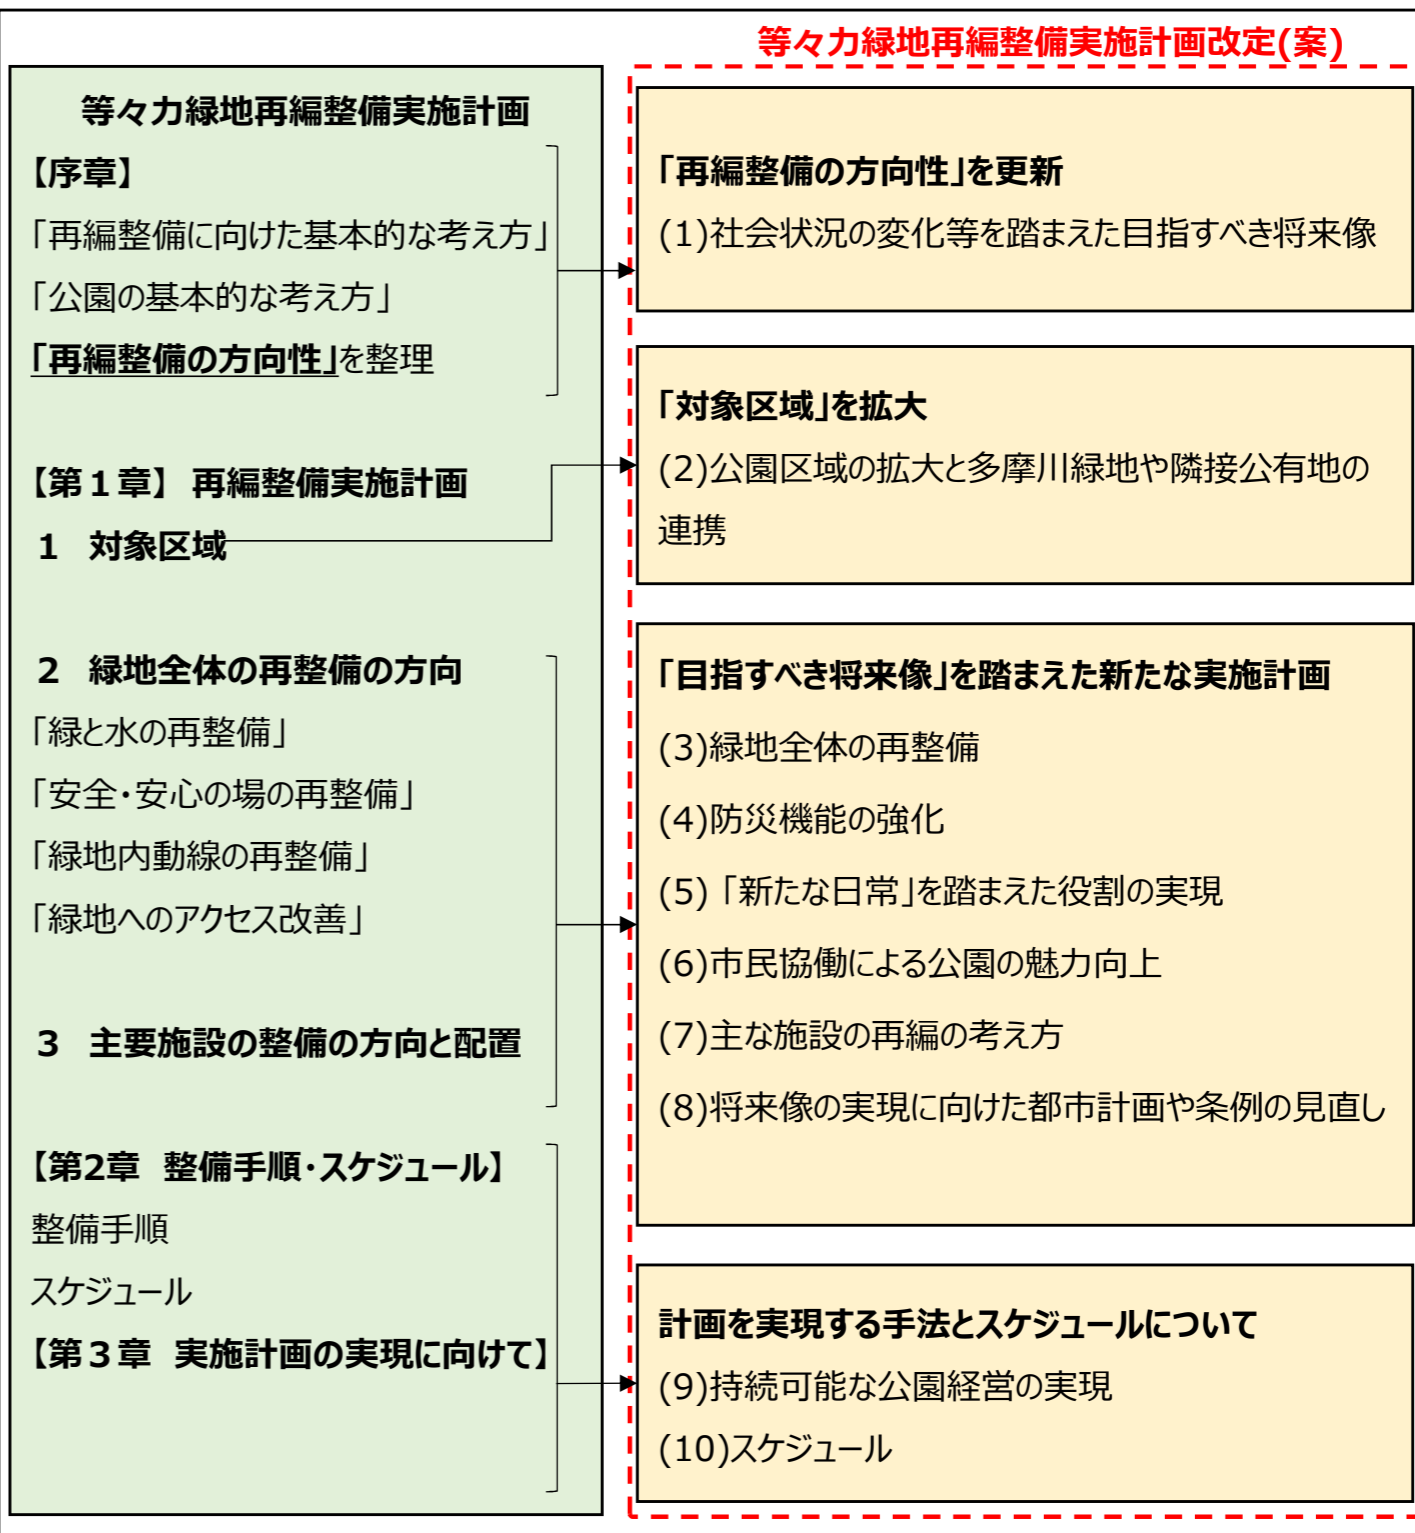 等々力緑地再編整備実施計画改定(案)
等々力緑地再編整備実施計画
【序章】
「再編整備に向けた基本的な考え方」
「公園の基本的な考え方」
「再編整備の方向性」を整理
【第１章】 再編整備実施計画
1 対象区域
2 緑地全体の再整備の方向
「緑と水の再整備」
「安全・安心の場の再整備」
「緑地内動線の再整備」
「緑地へのアクセス改善」
3 主要施設の整備の方向と配置
【第2章 整備手順・スケジュール】
整備手順
スケジュール
【第３章 実施計画の実現に向けて】
「再編整備の方向性」を更新
(1)社会状況の変化等を踏まえた目指すべき将来像
「対象区域」を拡大
(2)公園区域の拡大と多摩川緑地や隣接公有地の
連携
「目指すべき将来像」を踏まえた新たな実施計画
(3)緑地全体の再整備
(4)防災機能の強化
(5)「新たな日常」を踏まえた役割の実現
(6)市民協働による公園の魅力向上
(7)主な施設の再編の考え方
(8)将来像の実現に向けた都市計画や条例の見直し
計画を実現する手法とスケジュールについて
(9)持続可能な公園経営の実現
(10)スケジュール